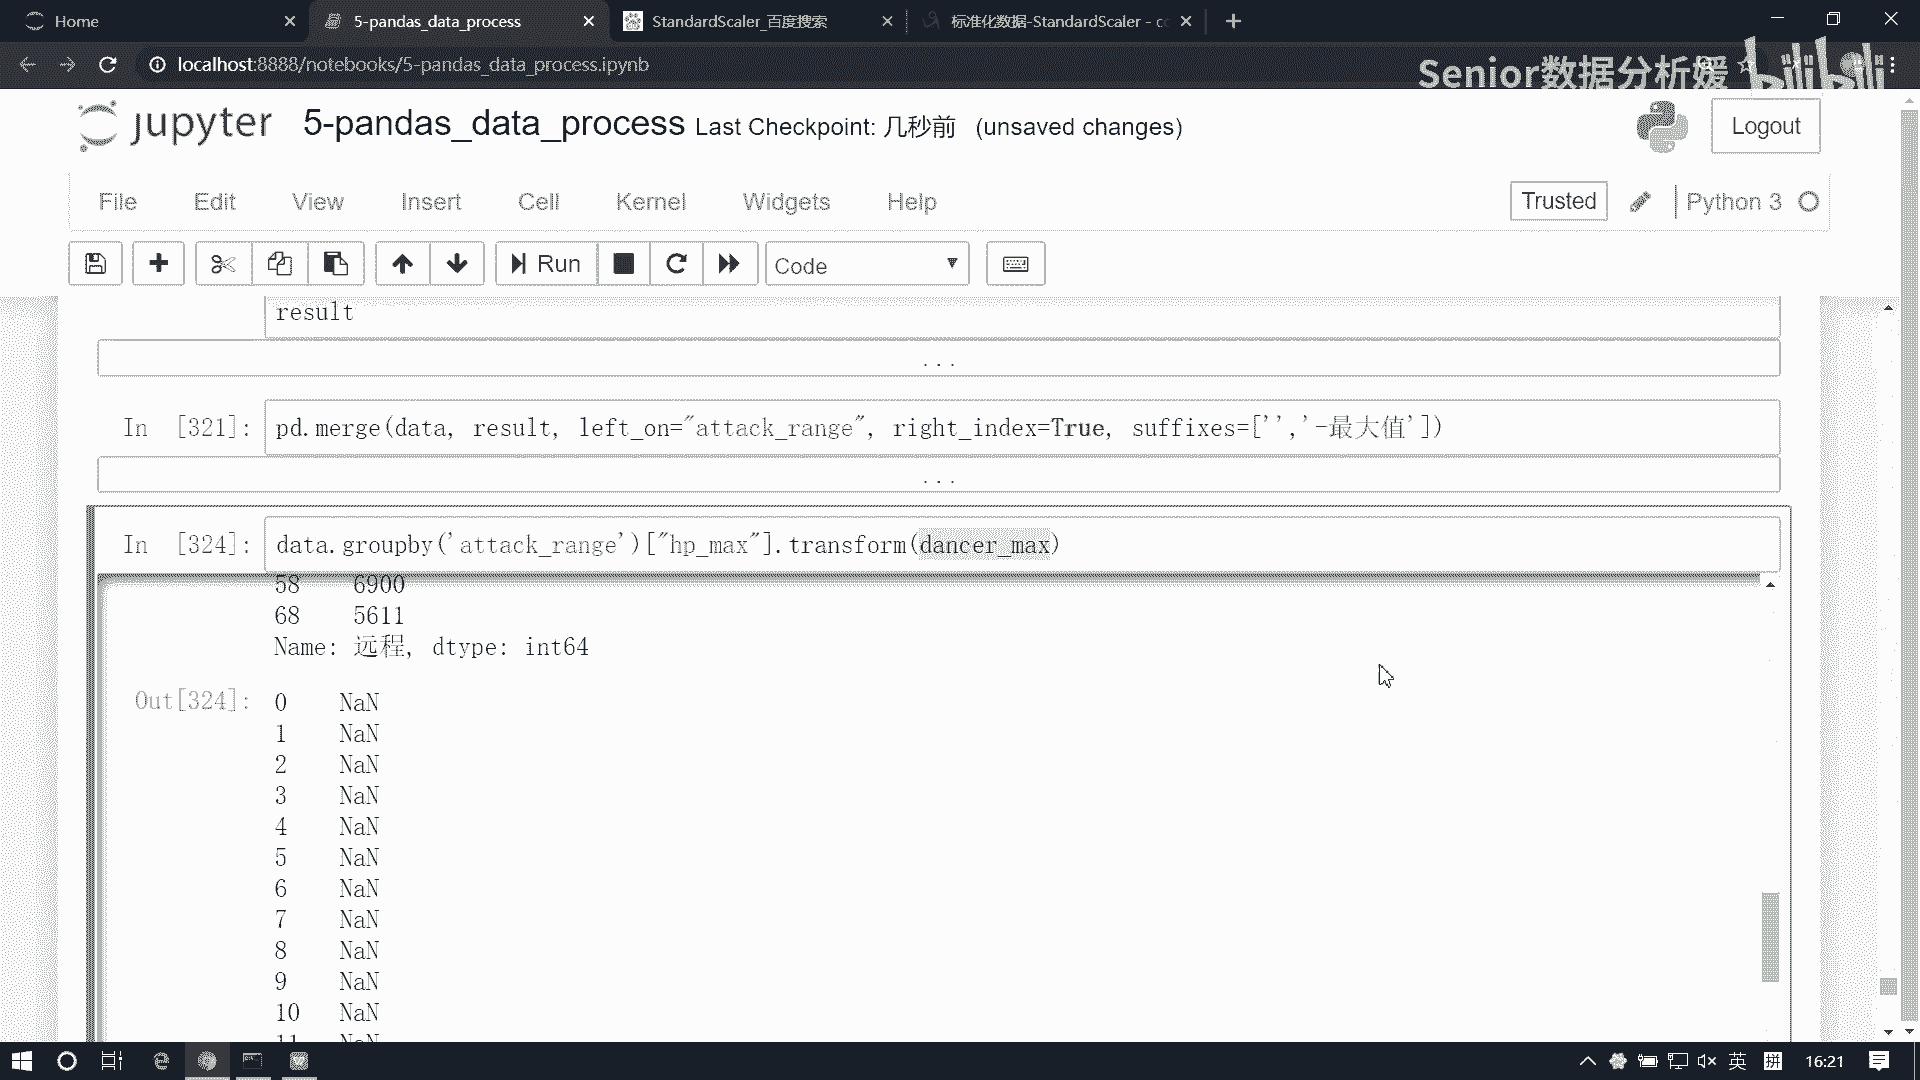 Home
5-pandas_data_process
StandardScaler_百度搜索
标准化数据-StandardScaler - cc
localhost:8888/notebooks/5-pandas_data_process.ipynb
Senior数据分析媛
bilibili
jupyter
5-pandas_data_process Last Checkpoint: 几秒前 (unsaved changes)
Logout
File Edit View Insert Cell Kernel Widgets Help
Trusted
Python 3
Run
Code
result
...
In [321]: pd.merge(data, result, left_on="attack_range", right_index=True, suffixes=['','-最大值'])
...
In [324]: data.groupby('attack_range')["hp_max"].transform(dancer_max)
58 6900
68 5611
Name: 远程, dtype: int64
Out[324]: 0 NaN
1 NaN
2 NaN
3 NaN
4 NaN
5 NaN
6 NaN
7 NaN
8 NaN
9 NaN
10 NaN
11 NaN
英
拼
16:21